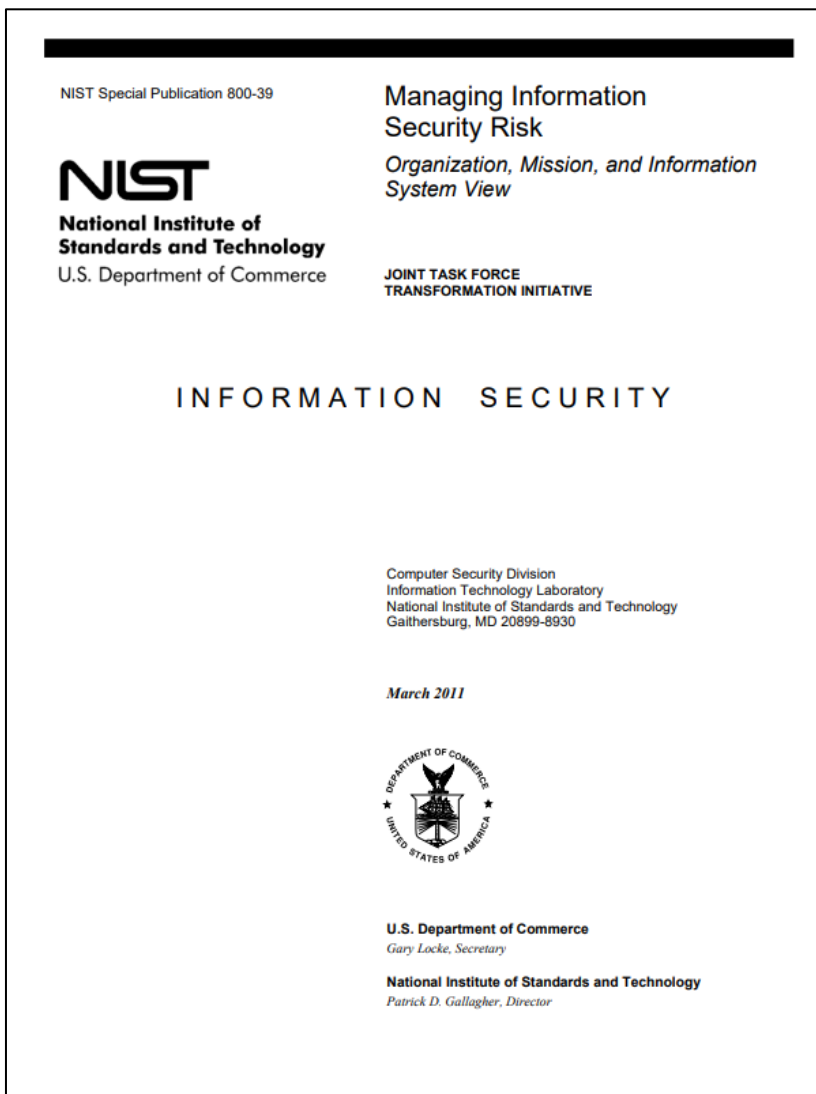 NIST Special Publication 800-39
Managing Information
Security Risk
Organization, Mission, and Information
System View
NIST
National Institute of
Standards and Technology
U.S. Department of Commerce
JOINT TASK FORCE
TRANSFORMATION INITIATIVE
INFORMATION SECURITY
Computer Security Division
Information Technology Laboratory
National Institute of Standards and Technology
Gaithersburg, MD 20899-8930
March 2011
DEPARTMENT OF COMMERCE
UNITED STATES OF AMERICA
U.S. Department of Commerce
Gary Locke, Secretary
National Institute of Standards and Technology
Patrick D. Gallagher, Director